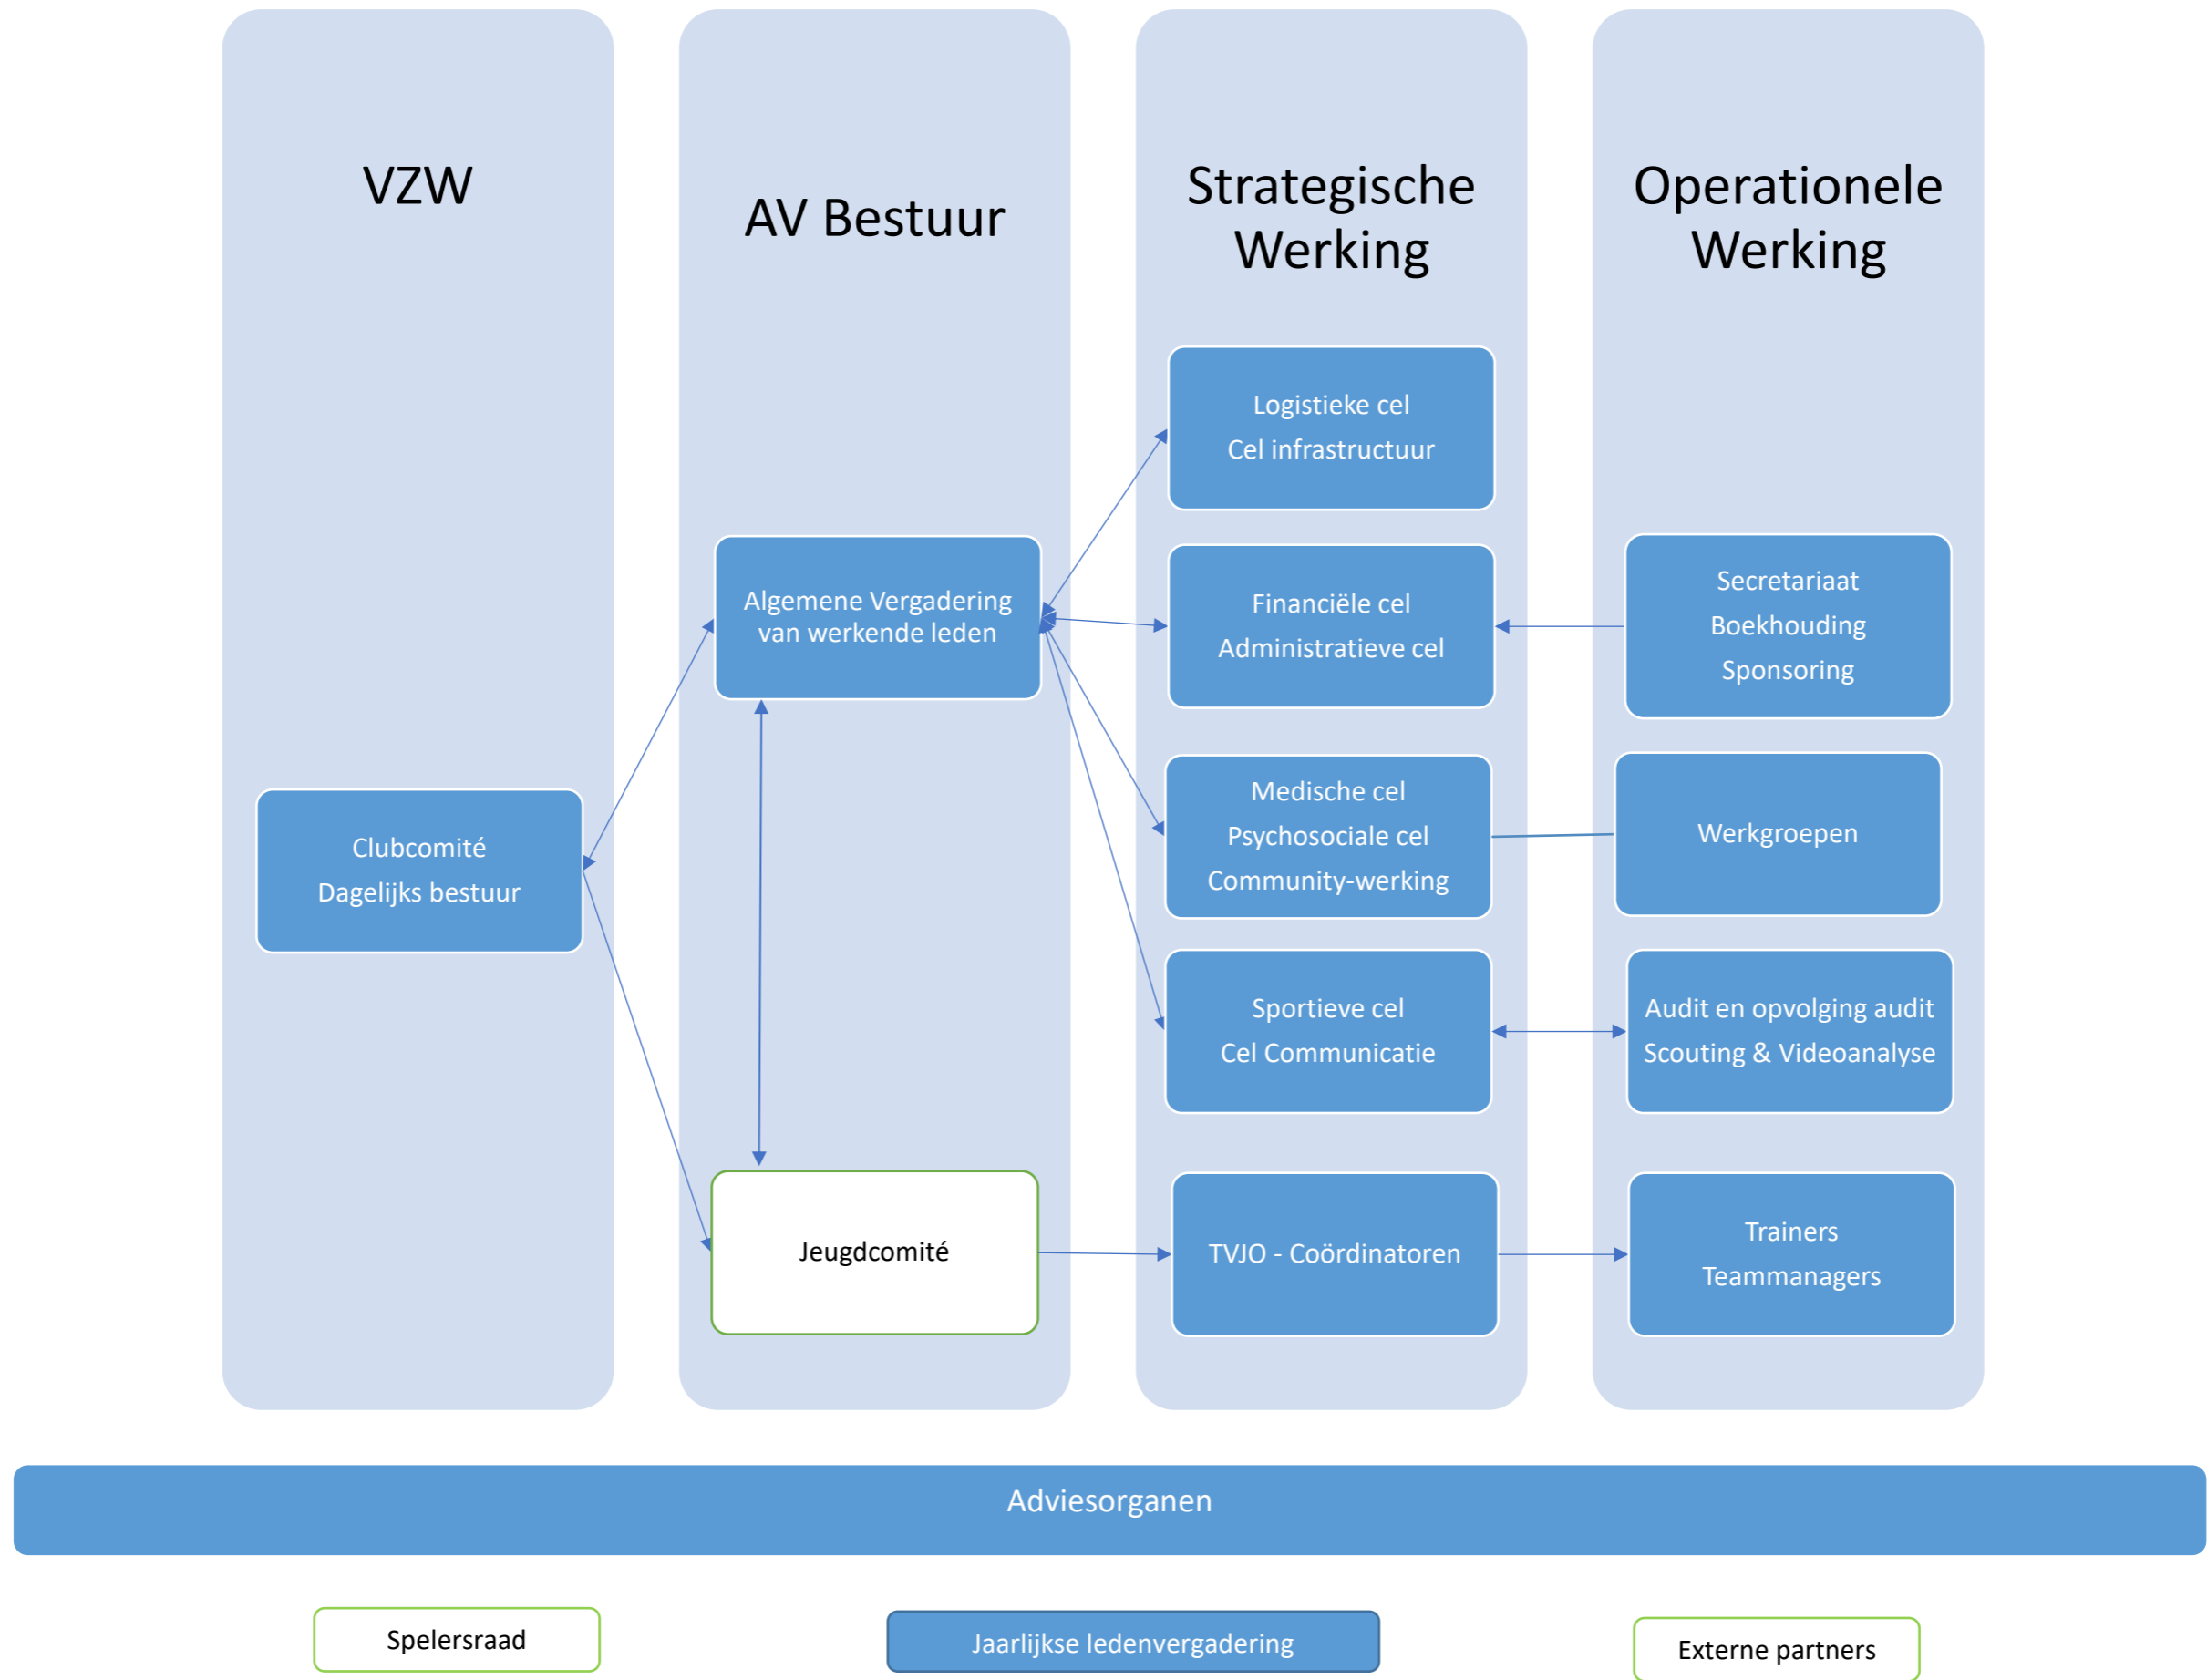 VZW
AV Bestuur
Strategische
Werking
Operationele
Werking
Logistieke cel
Cel infrastructuur
Algemene Vergadering
van werkende leden
Financiële cel
Administratieve cel
Secretariaat
Boekhouding
Sponsoring
Clubcomité
Dagelijks bestuur
Medische cel
Psychosociale cel
Community-werking
Werkgroepen
Sportieve cel
Cel Communicatie
Audit en opvolging audit
Scouting & Videoanalyse
Jeugdcomité
TVJO - Coördinatoren
Trainers
Teammanagers
Adviesorganen
Spelersraad
Jaarlijkse ledenvergadering
Externe partners